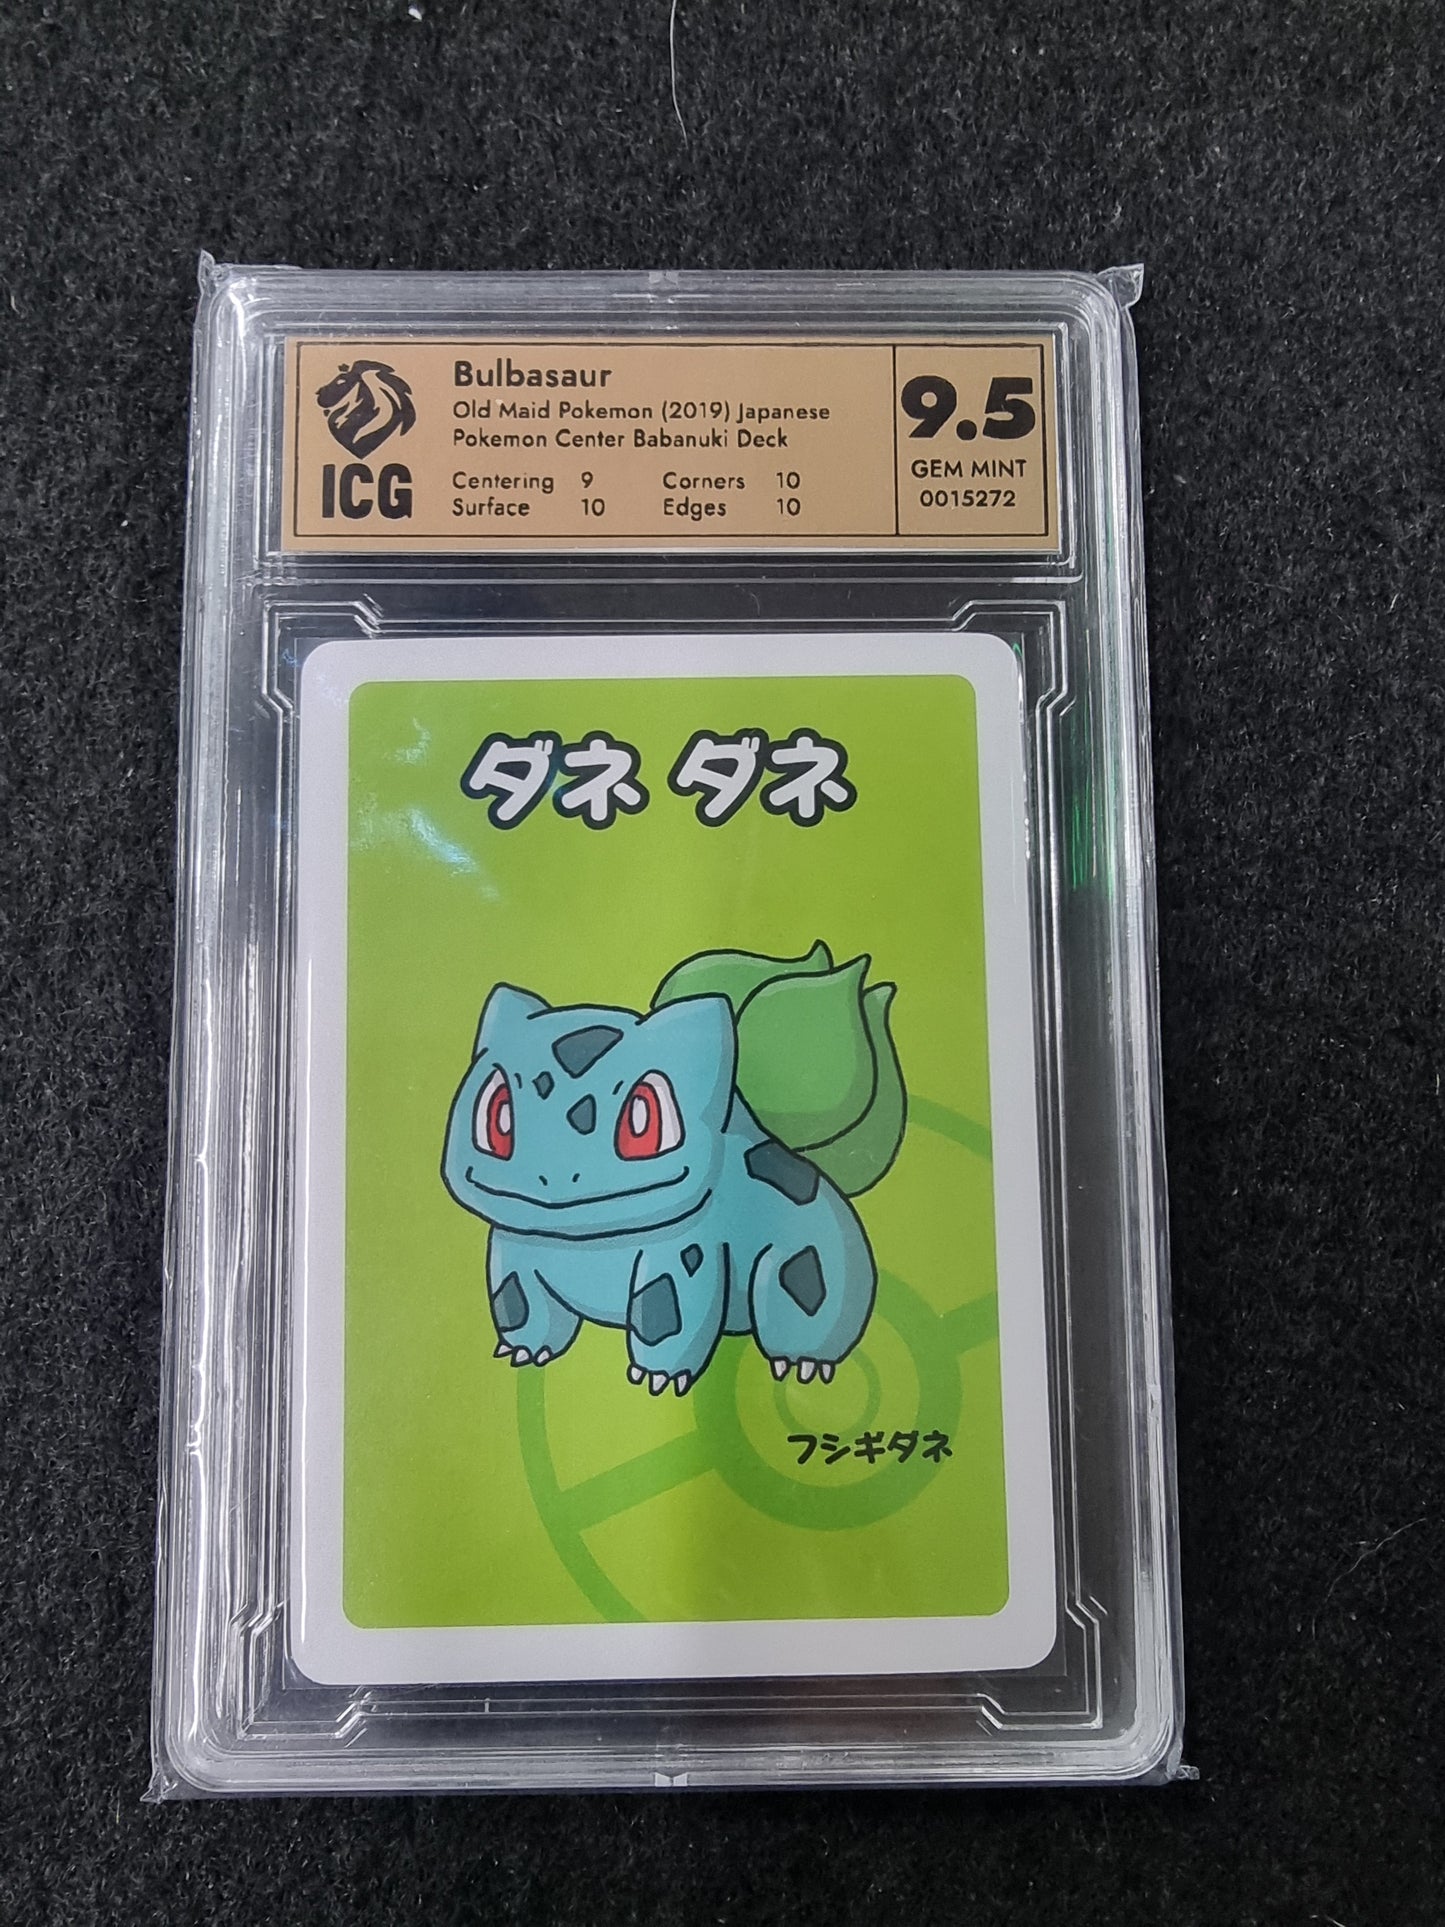 Bulbasaur
Old Maid Pokemon (2019) Japanese
Pokemon Center Babanuki Deck
Centering 9 Corners 10
Surface 10 Edges 10
ICG
9.5
GEM MINT
0015272
ダネ ダネ
フシギダネ